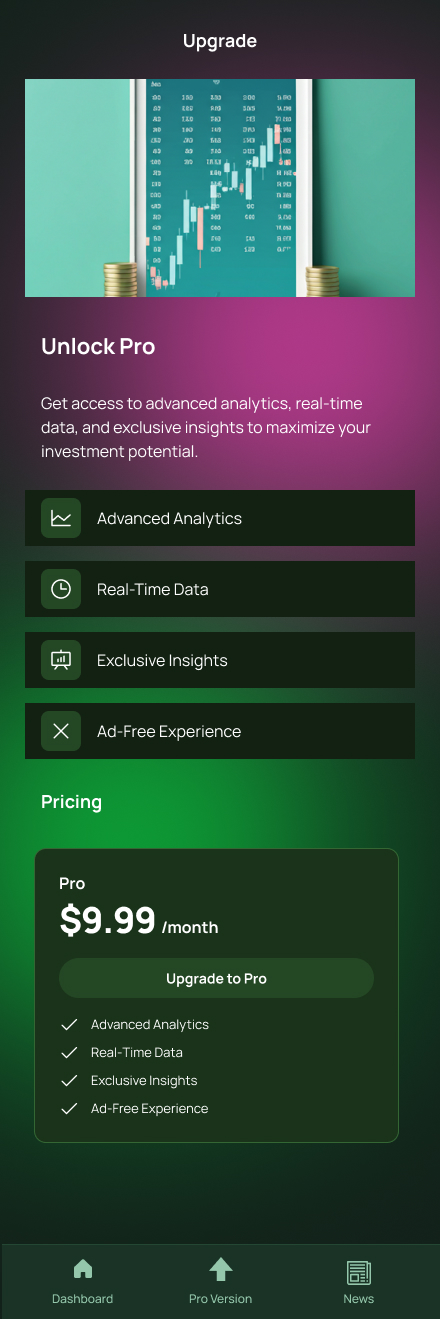 Upgrade
Unlock Pro
Get access to advanced analytics, real-time
data, and exclusive insights to maximize your
investment potential.
Advanced Analytics
Real-Time Data
Exclusive Insights
Ad-Free Experience
Pricing
Pro
$9.99 /month
Upgrade to Pro
Advanced Analytics
Real-Time Data
Exclusive Insights
Ad-Free Experience
Dashboard
Pro Version
News